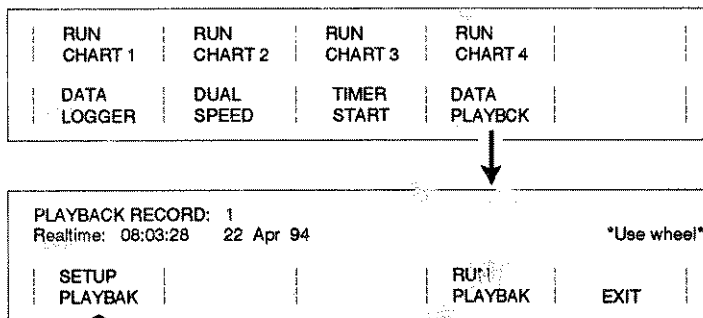 RUN RUN RUN RUN
CHART 1 CHART 2 CHART 3 CHART 4
DATA DUAL TIMER DATA
LOGGER SPEED START PLAYBCK
PLAYBACK RECORD: 1
Realtime: 08:03:28 22 Apr 94 *Use wheel*
SETUP RUN
PLAYBAK PLAYBAK EXIT